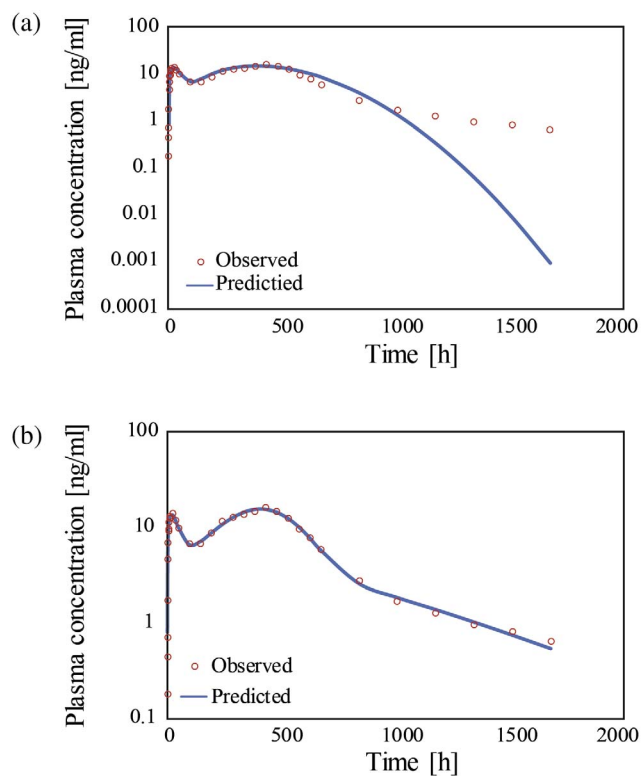 (a)
Plasma concentration [ng/ml]
100
10
1
0.1
0.01
0.001
0.0001
Observed
Predictied
0
500
1000
1500
2000
Time [h]
(b)
Plasma concentration [ng/ml]
100
10
1
0.1
Observed
Predicted
0
500
1000
1500
2000
Time [h]